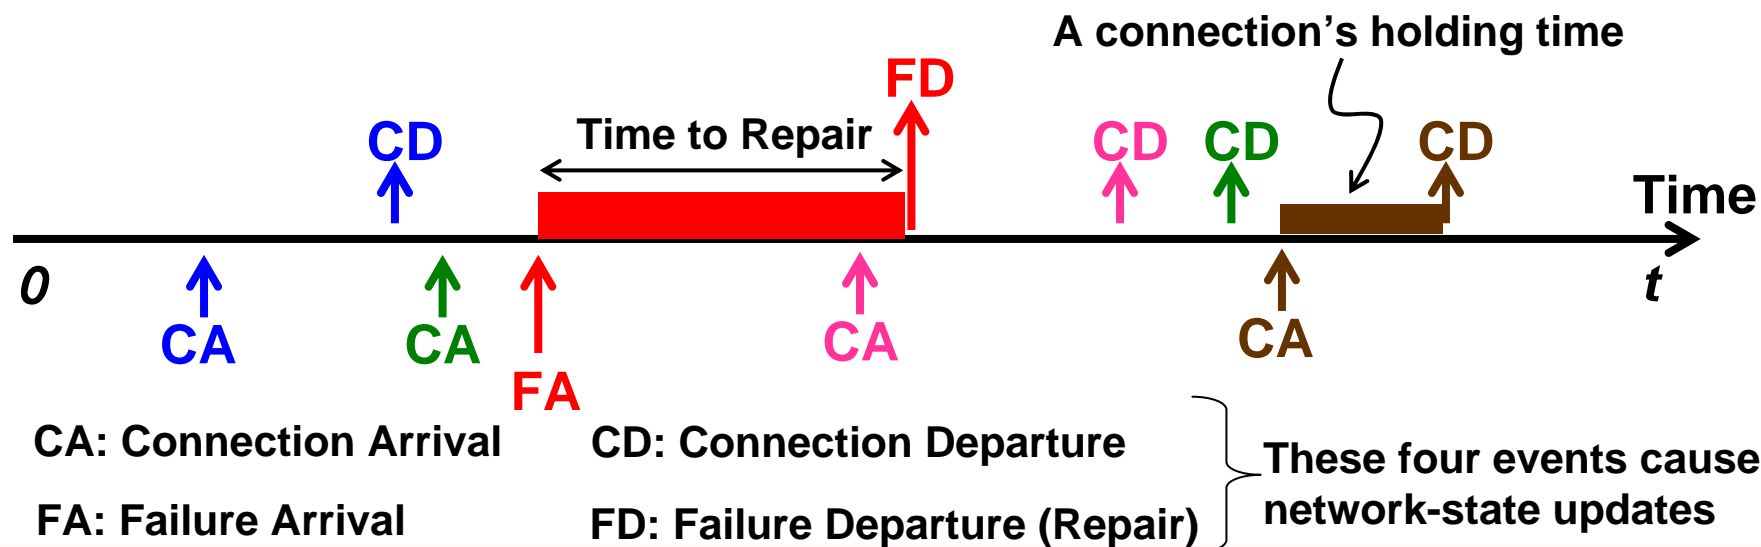 A connection's holding time
FD
CD
Time to Repair
CD
CD
CD
Time
0
t
CA
CA
CA
CA
FA
CA: Connection Arrival
CD: Connection Departure
These four events cause
network-state updates
FA: Failure Arrival
FD: Failure Departure (Repair)